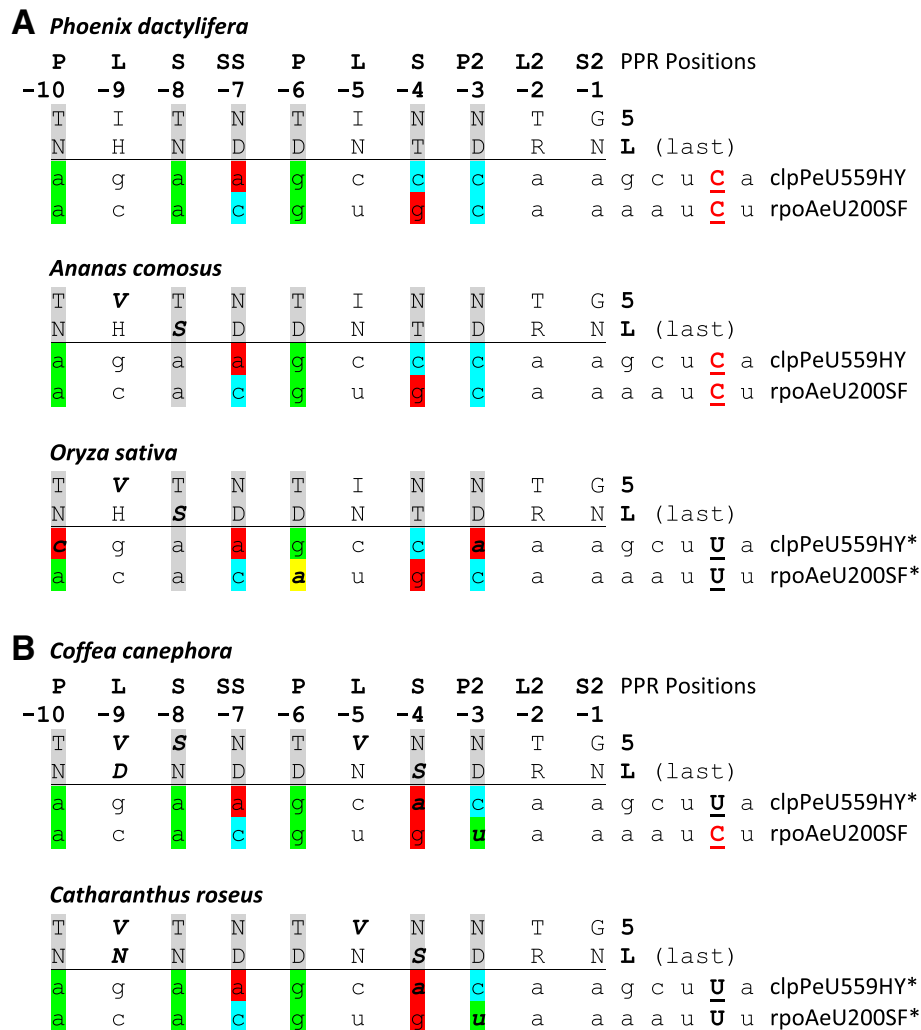 A Phoenix dactylifera
P L S SS P L S P2 L2 S2 PPR Positions
-10 -9 -8 -7 -6 -5 -4 -3 -2 -1
T I T N T I N N T G 5
N H N D D N T D R N L (last)
a g a a g c c c a a g c u C a clpPeU559HY
a c a c g u g c a a a a u C u rpoAeU200SF
Ananas comosus
T V T N T I N N T G 5
N H S D D N T D R N L (last)
a g a a g c c c a a g c u C a clpPeU559HY
a c a c g u g c a a a a u C u rpoAeU200SF
Oryza sativa
T V T N T I N N T G 5
N H S D D N T D R N L (last)
c g a a g c c a a a g c u U a clpPeU559HY*
a c a c a u g c a a a a u U u rpoAeU200SF*
B Coffea canephora
P L S SS P L S P2 L2 S2 PPR Positions
-10 -9 -8 -7 -6 -5 -4 -3 -2 -1
T V S N T V N N T G 5
N D N D D N S D R N L (last)
a g a a g c a c a a g c u U a clpPeU559HY*
a c a c g u g u a a a a u C u rpoAeU200SF
Catharanthus roseus
T V T N T V N N T G 5
N N N D D N S D R N L (last)
a g a a g c a c a a g c u U a clpPeU559HY*
a c a c g u g u a a a a u U u rpoAeU200SF*